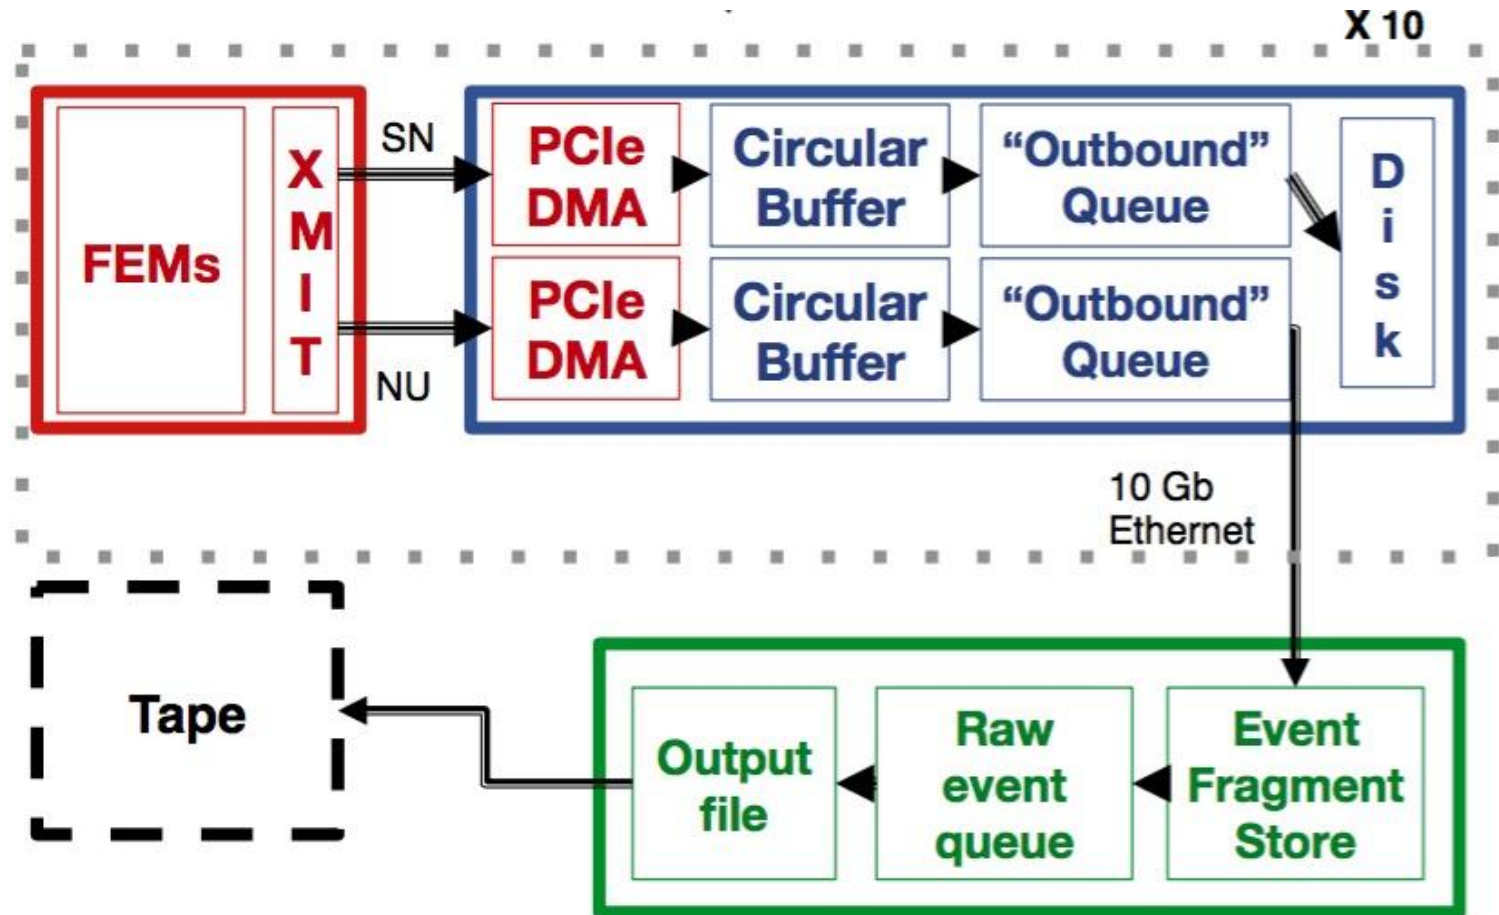 X 10
FEMs
X
M
I
T
SN
NU
PCIe
DMA
Circular
Buffer
“Outbound”
Queue
PCIe
DMA
Circular
Buffer
“Outbound”
Queue
D
i
s
k
10 Gb
Ethernet
Tape
Output
file
Raw
event
queue
Event
Fragment
Store